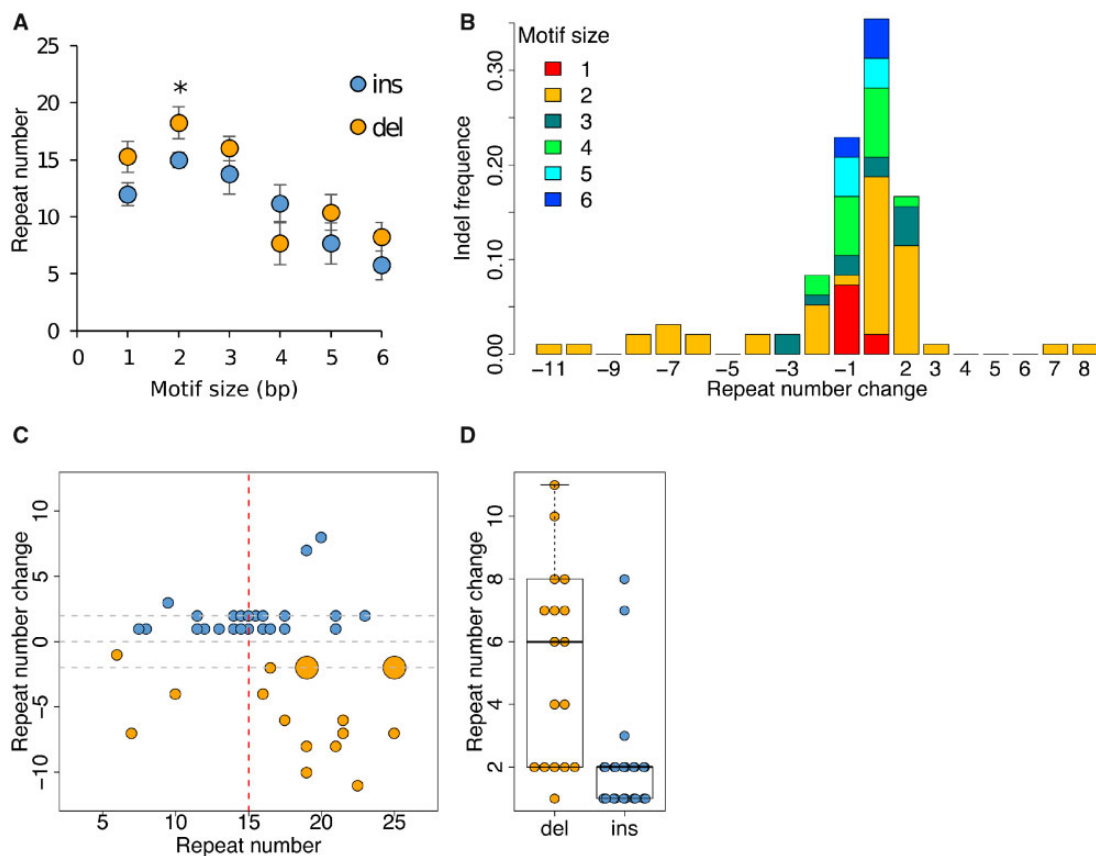 A
25
20
15
10
5
0
Repeat number
*
ins
del
0 1 2 3 4 5 6
Motif size (bp)
B
Motif size
1
2
3
4
5
6
0.30
0.20
0.10
0.00
Indel frequence
−11 −9 −7 −5 −3 −1 2 3 4 5 6 7 8
Repeat number change
C
10
5
0
−5
−10
Repeat number change
5 10 15 20 25
Repeat number
D
10
8
6
4
2
Repeat number change
del ins